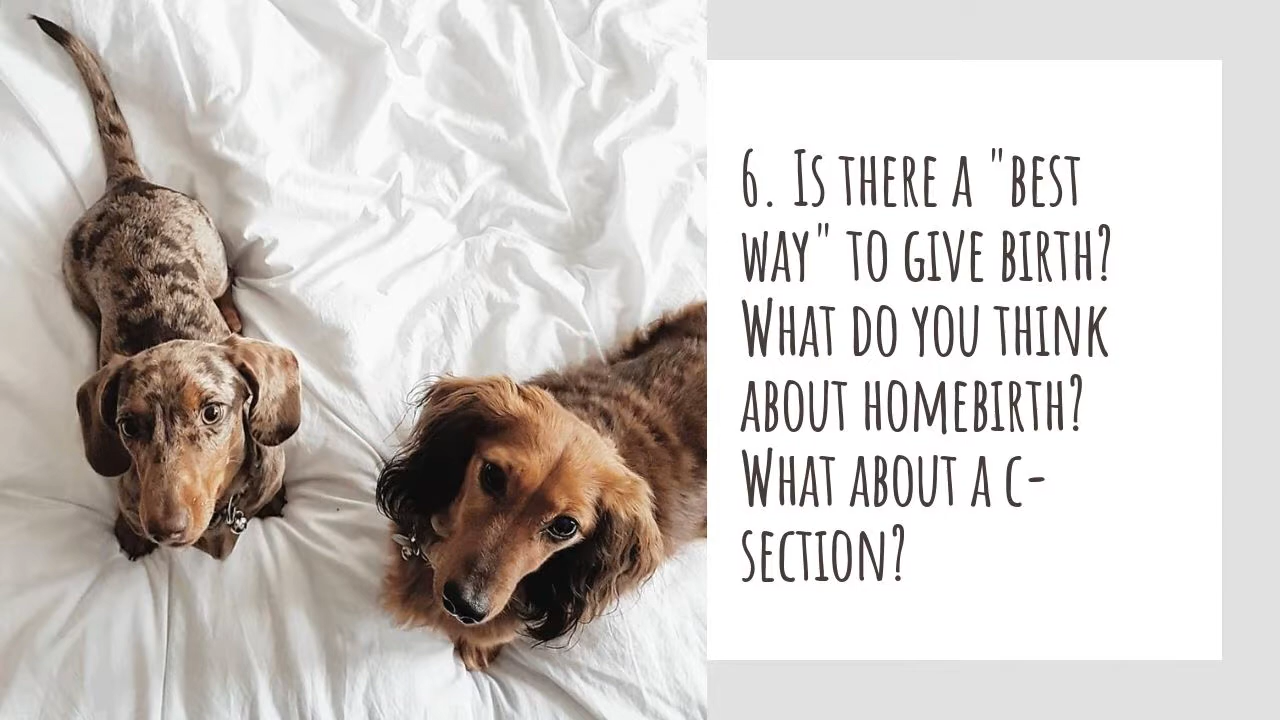 6. Is there a "best
way" to give birth?
What do you think
about homebirth?
What about a c-
section?